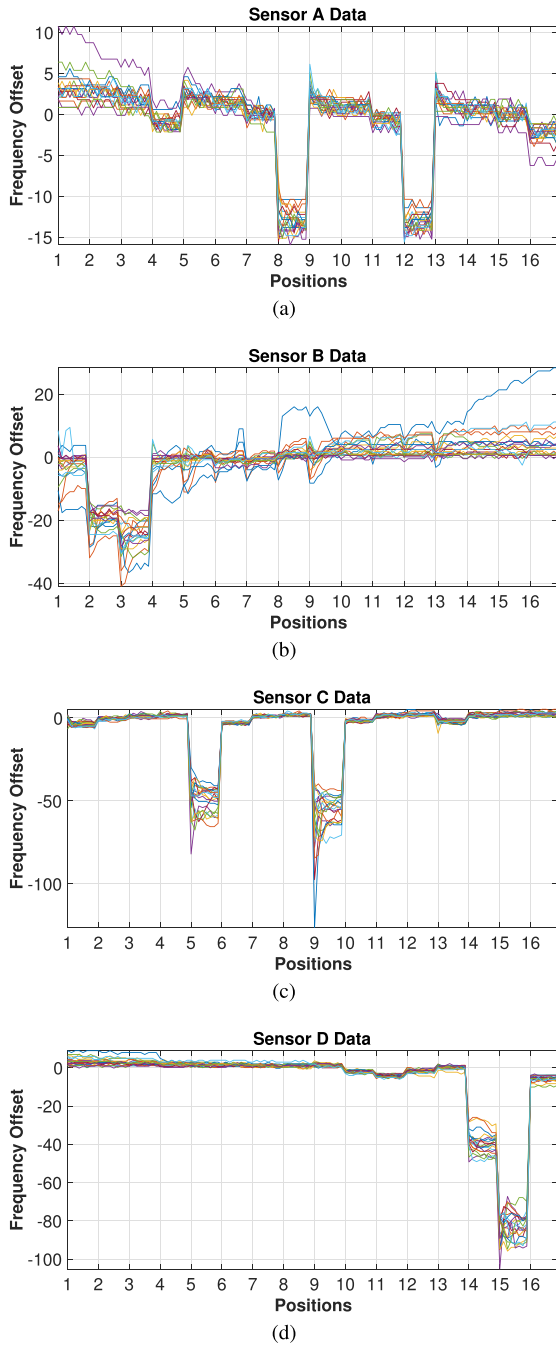 Sensor A Data
10
5
0
-5
-10
-15
Frequency Offset
1 2 3 4 5 6 7 8 9 10 11 12 13 14 15 16
Positions
(a)
Sensor B Data
20
0
-20
-40
Frequency Offset
1 2 3 4 5 6 7 8 9 10 11 12 13 14 15 16
Positions
(b)
Sensor C Data
0
-50
-100
Frequency Offset
1 2 3 4 5 6 7 8 9 10 11 12 13 14 15 16
Positions
(c)
Sensor D Data
0
-20
-40
-60
-80
-100
Frequency Offset
1 2 3 4 5 6 7 8 9 10 11 12 13 14 15 16
Positions
(d)